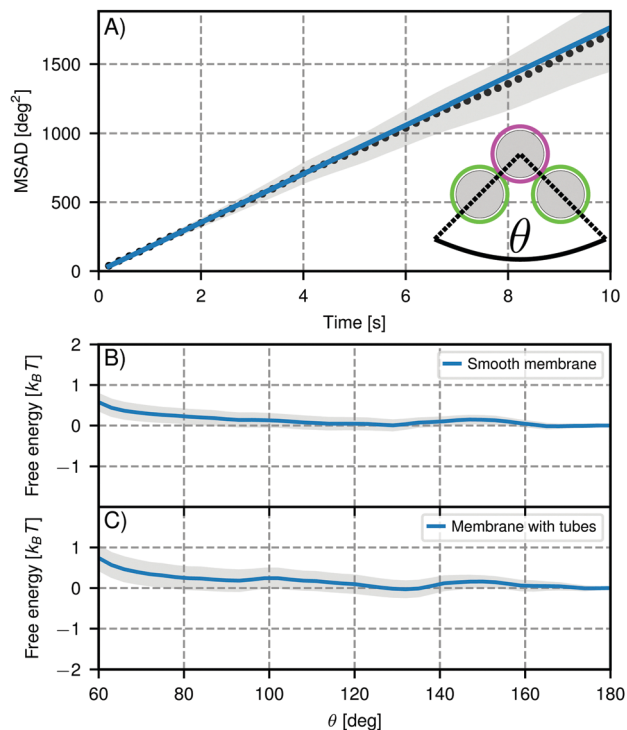 A)
MSAD [deg²]
1500
1000
500
0
θ
0 2 4 6 8 10
Time [s]
B)
Smooth membrane
Free energy [k_B T]
2
1
0
−1
C)
Membrane with tubes
Free energy [k_B T]
1
0
−1
−2
60 80 100 120 140 160 180
θ [deg]